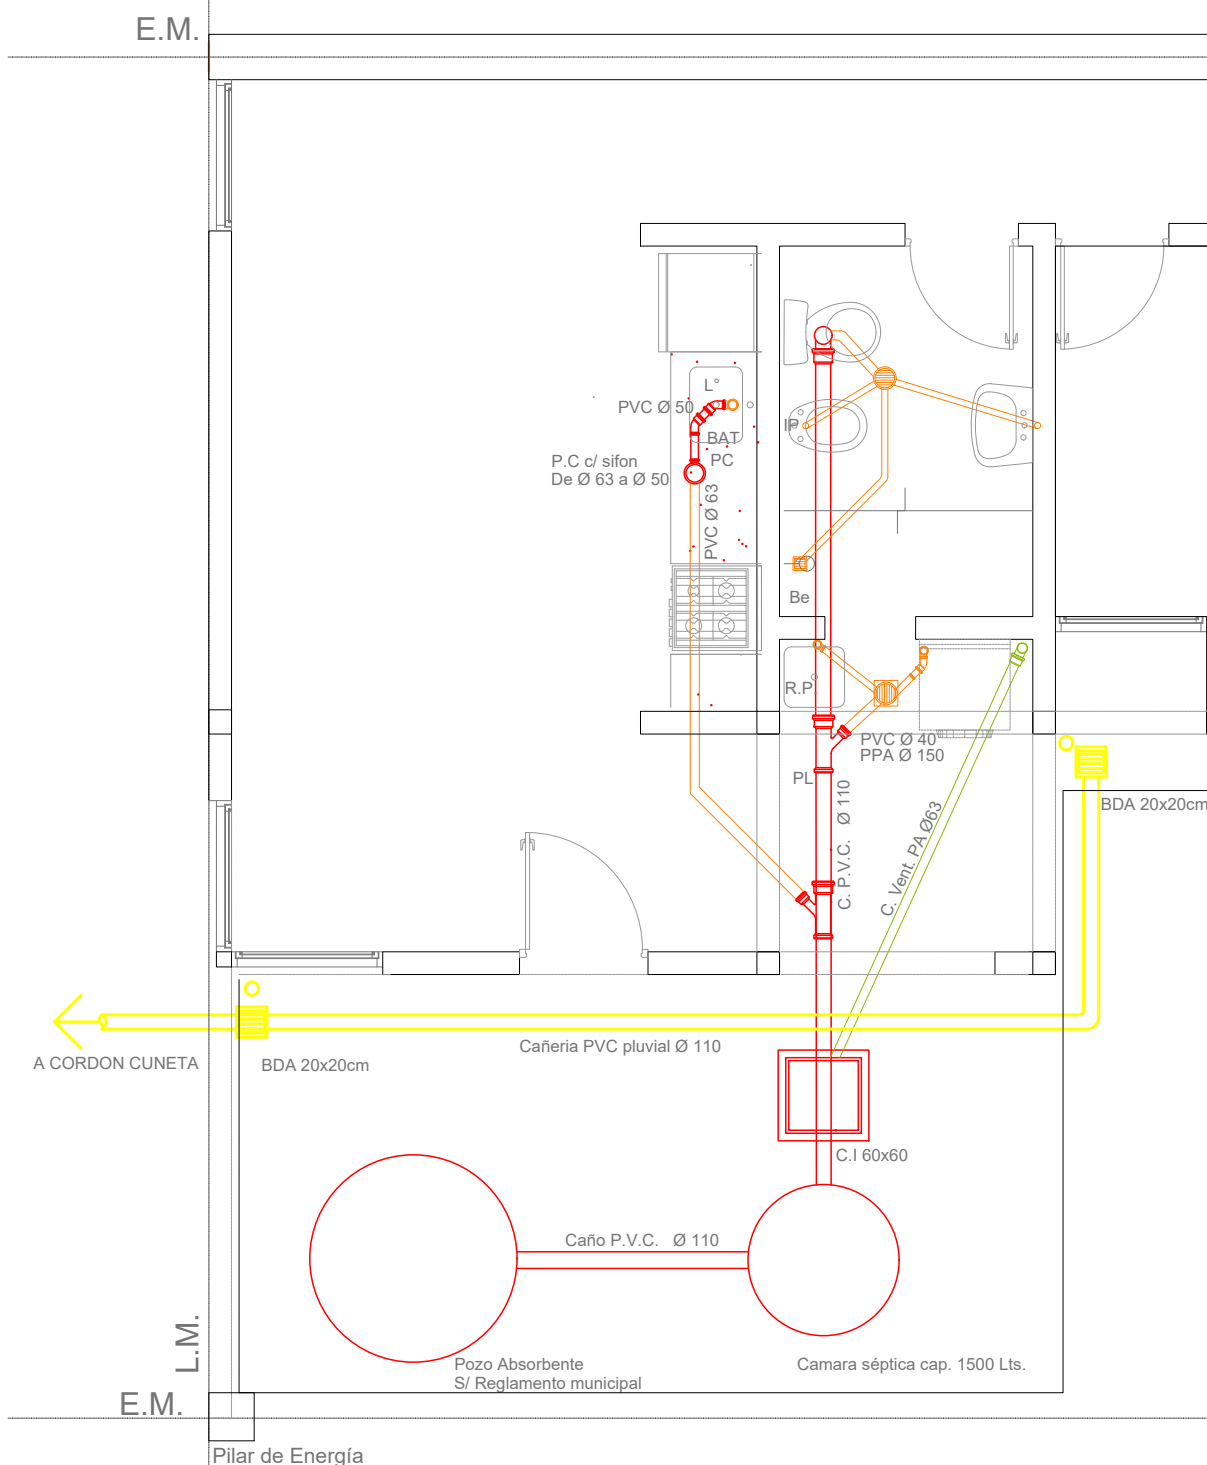 E.M.
L°
PVC Ø 50
IP
BAT
P.C c/ sifon
PC
De Ø 63 a Ø 50
PVC Ø 63
Be
R.P.
PVC Ø 40
PPA Ø 150
PL
C. P.V.C. Ø 110
C. Vent. PA Ø63
BDA 20x20cm
Cañeria PVC pluvial Ø 110
A CORDON CUNETA
BDA 20x20cm
C.I 60x60
Caño P.V.C. Ø 110
L.M.
Pozo Absorbente
S/ Reglamento municipal
Camara séptica cap. 1500 Lts.
E.M.
Pilar de Energía